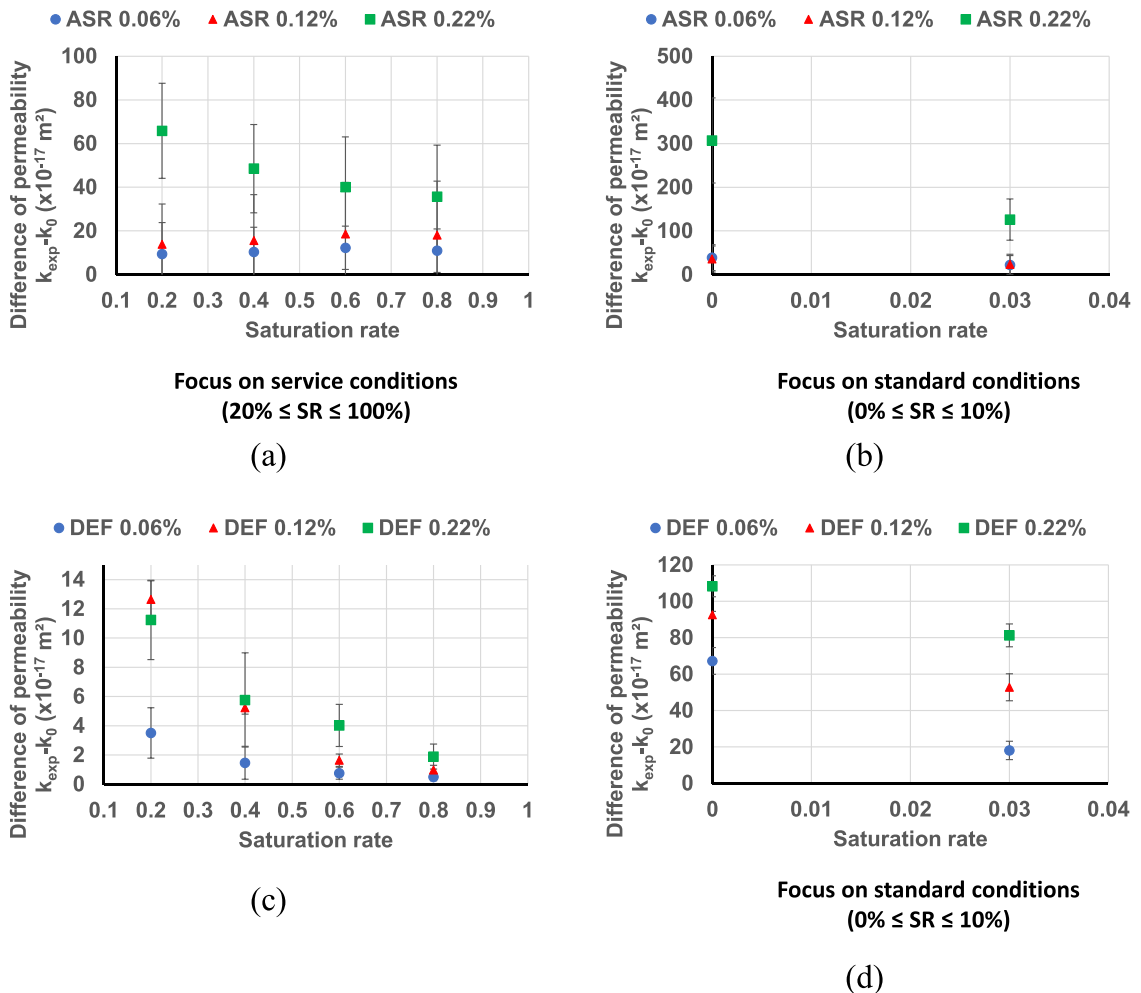 ASR 0.06% ASR 0.12% ASR 0.22%
Difference of permeability
kexp-k0 (x10⁻¹⁷ m²)
100
80
60
40
20
0
0.1 0.2 0.3 0.4 0.5 0.6 0.7 0.8 0.9 1
Saturation rate
Focus on service conditions
(20% ≤ SR ≤ 100%)
(a)
ASR 0.06% ASR 0.12% ASR 0.22%
Difference of permeability
kexp-k0 (x10⁻¹⁷ m²)
500
400
300
200
100
0
0 0.01 0.02 0.03 0.04
Saturation rate
Focus on standard conditions
(0% ≤ SR ≤ 10%)
(b)
DEF 0.06% DEF 0.12% DEF 0.22%
Difference of permeability
kexp-k0 (x10⁻¹⁷ m²)
14
12
10
8
6
4
2
0
0.1 0.2 0.3 0.4 0.5 0.6 0.7 0.8 0.9 1
Saturation rate
(c)
DEF 0.06% DEF 0.12% DEF 0.22%
Difference of permeability
kexp-k0 (x10⁻¹⁷ m²)
120
100
80
60
40
20
0
0 0.01 0.02 0.03 0.04
Saturation rate
Focus on standard conditions
(0% ≤ SR ≤ 10%)
(d)